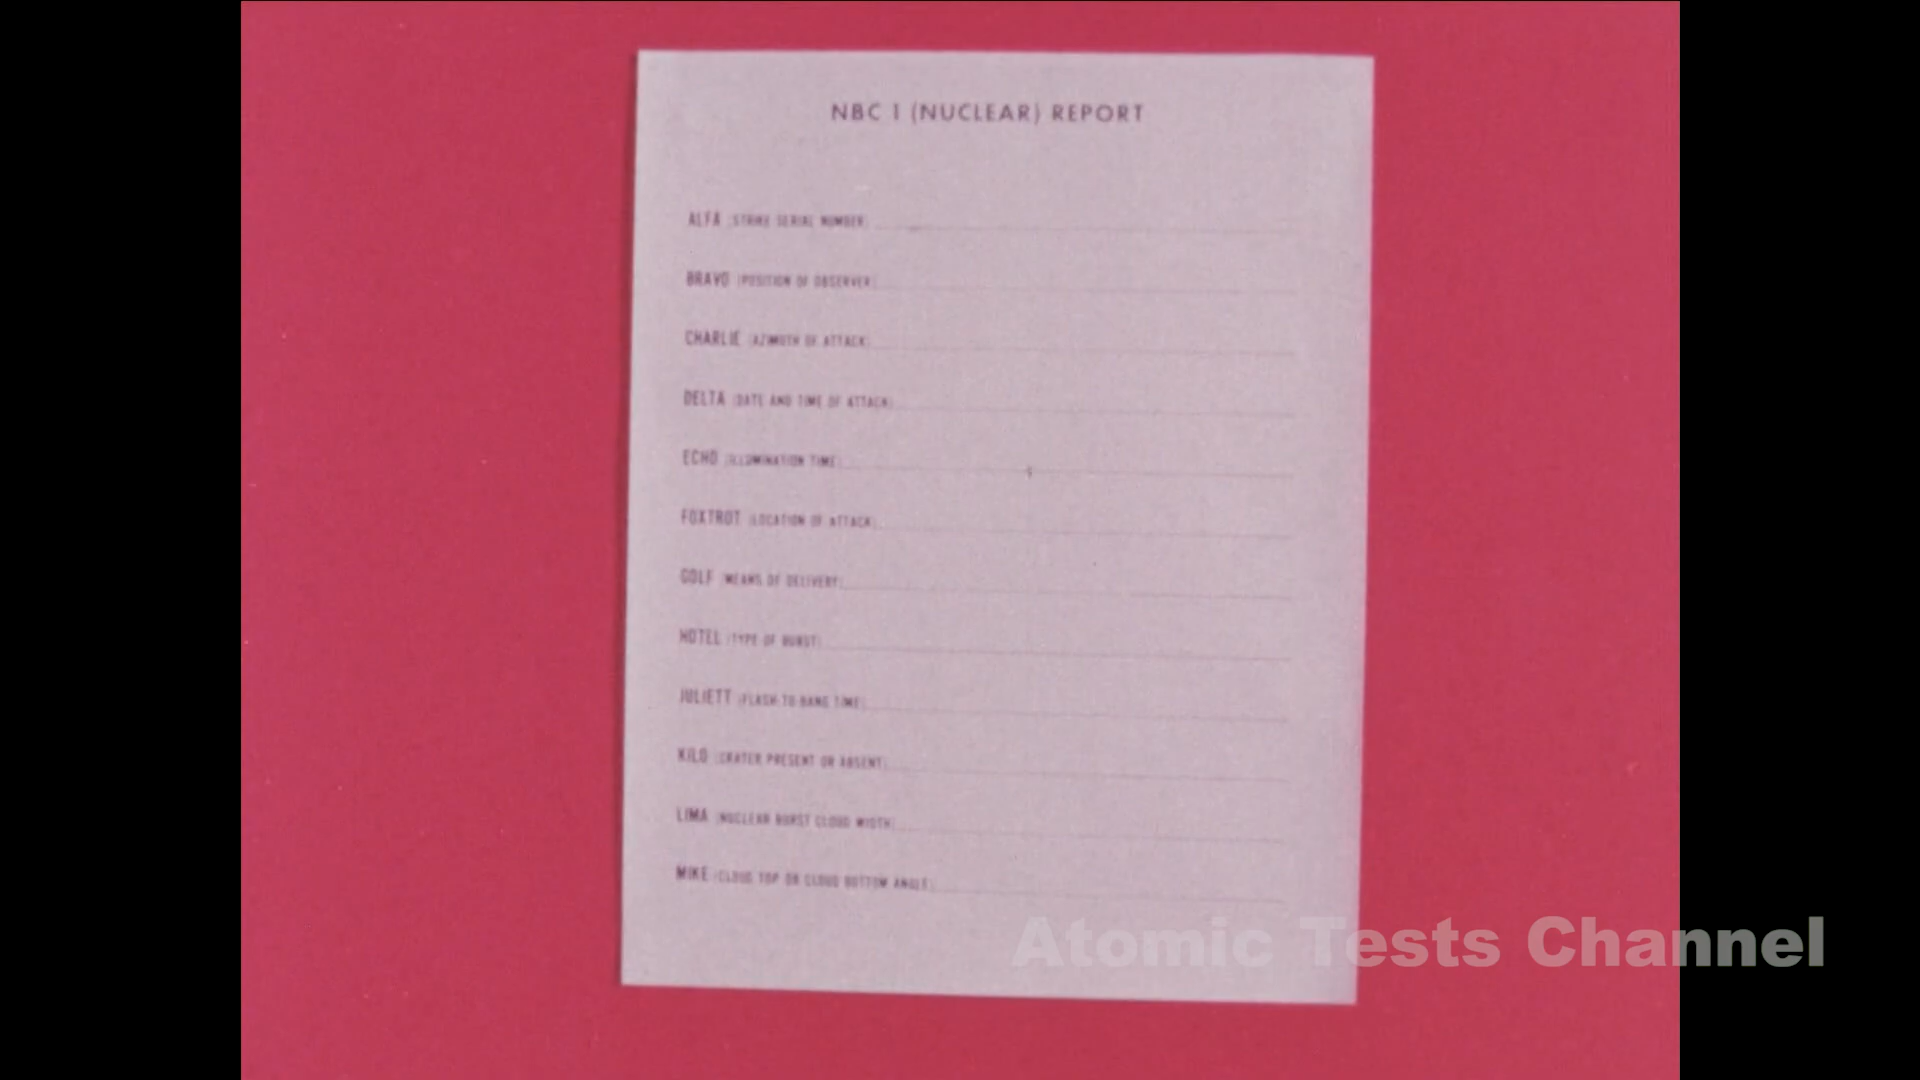 NBC 1 (NUCLEAR) REPORT
ALFA (STRIKE SERIAL NUMBER)
BRAVO (POSITION OF OBSERVER)
CHARLIE (AZIMUTH OF ATTACK)
DELTA (DATE AND TIME OF ATTACK)
ECHO (ILLUMINATION TIME)
FOXTROT (LOCATION OF ATTACK)
GOLF (MEANS OF DELIVERY)
HOTEL (TYPE OF BURST)
JULIETT (FLASH-TO-BANG TIME)
KILO (CRATER PRESENT OR ABSENT)
LIMA (NUCLEAR BURST CLOUD WIDTH)
MIKE (CLOUD TOP OR CLOUD BOTTOM ANGLE)
Atomic Tests Channel